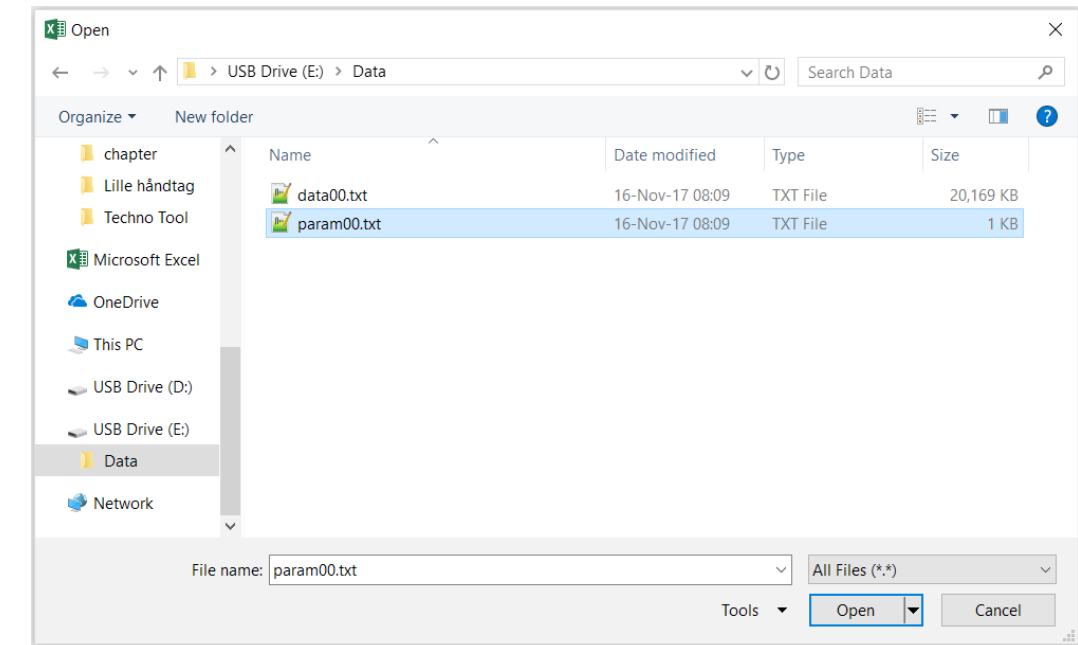 Open
USB Drive (E:) > Data
Search Data
Organize
New folder
chapter
Lille håndtag
Techno Tool
Microsoft Excel
OneDrive
This PC
USB Drive (D:)
USB Drive (E:)
Data
Network
Name Date modified Type Size
data00.txt 16-Nov-17 08:09 TXT File 20,169 KB
param00.txt 16-Nov-17 08:09 TXT File 1 KB
File name: param00.txt All Files (*.*)
Tools Open Cancel